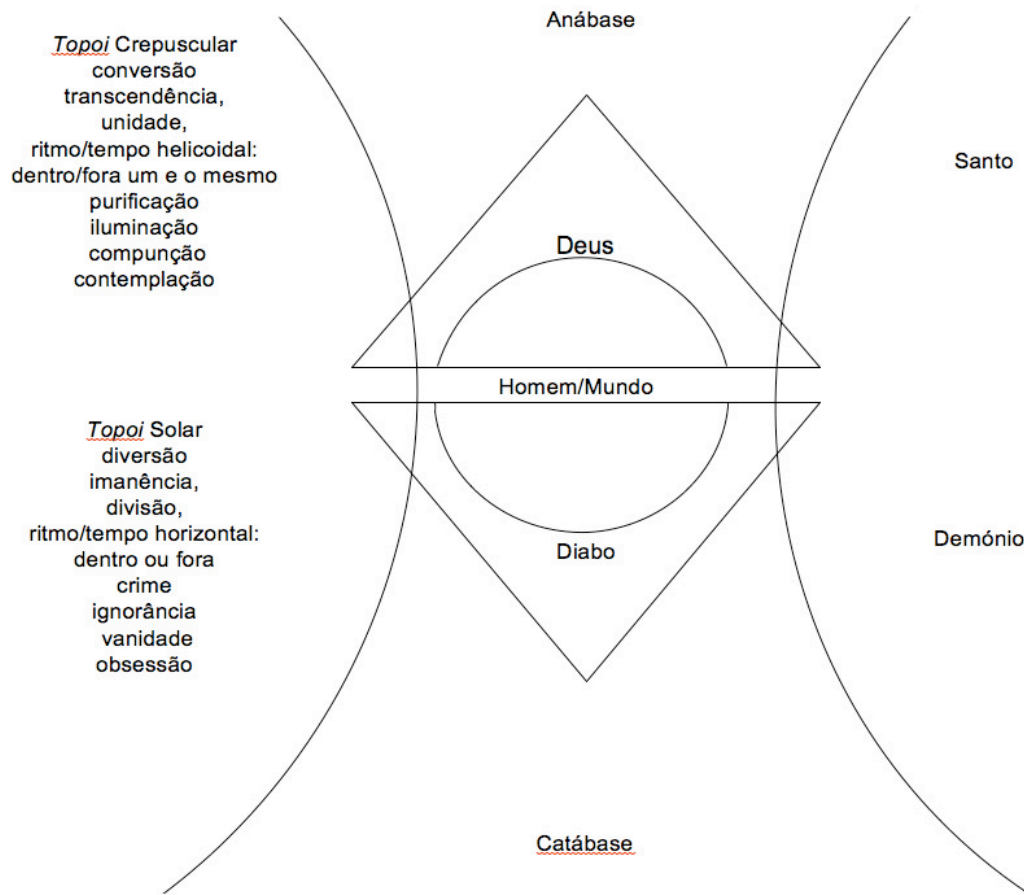 Anábase
Topoi Crepuscular
conversão
transcendência,
unidade,
ritmo/tempo helicoidal:
dentro/fora um e o mesmo
purificação
iluminação
compunção
contemplação
Santo
Deus
Homem/Mundo
Topoi Solar
diversão
imanência,
divisão,
ritmo/tempo horizontal:
dentro ou fora
crime
ignorância
vanidade
obsessão
Diabo
Demónio
Catábase